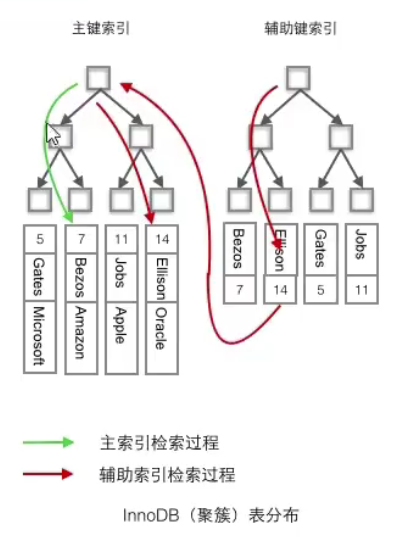 主键索引
辅助键索引
5 7 11 14
Gates Bezos Jobs Ellison
Microsoft Amazon Apple Oracle
Bezos Ellison Gates Jobs
7 14 5 11
主索引检索过程
辅助索引检索过程
InnoDB（聚簇）表分布